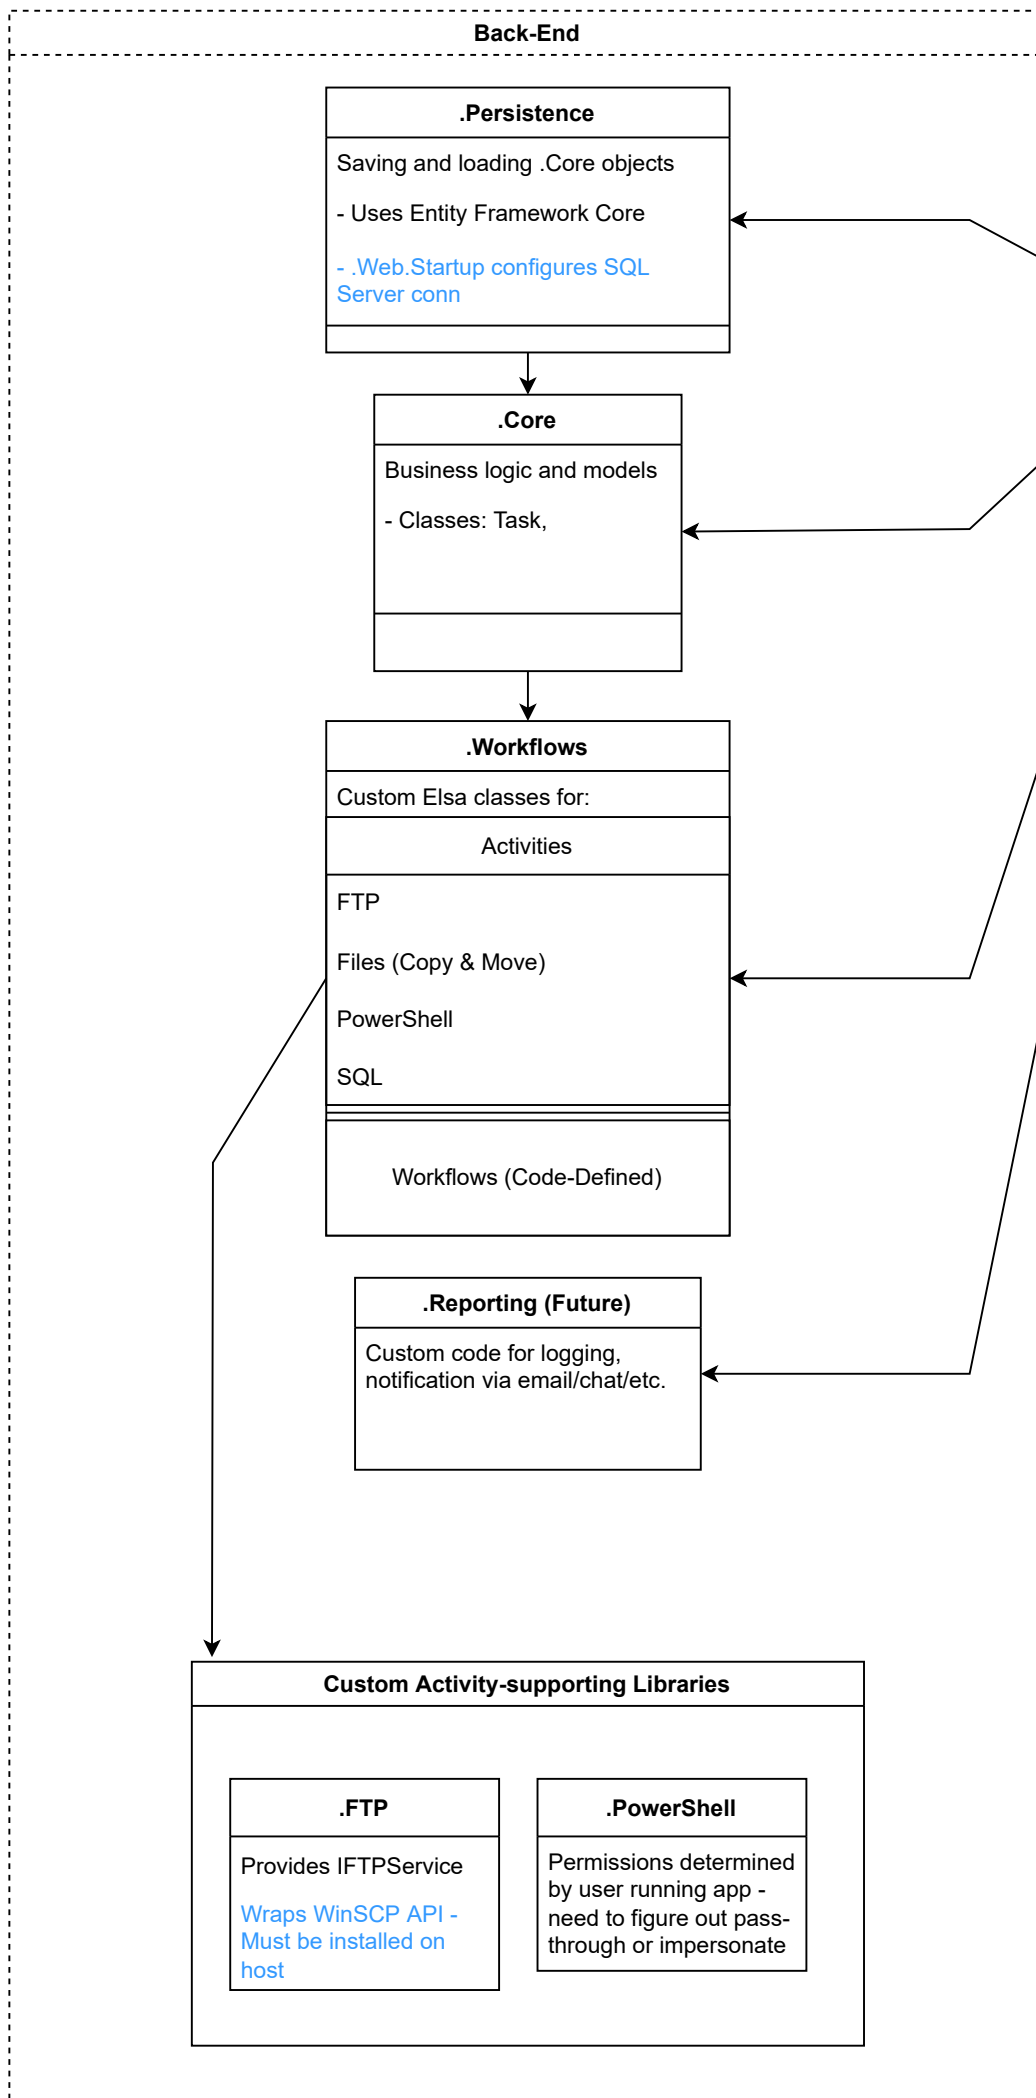 Back-End
.Persistence
Saving and loading .Core objects
- Uses Entity Framework Core
- .Web.Startup configures SQL
Server conn
.Core
Business logic and models
- Classes: Task,
.Workflows
Custom Elsa classes for:
Activities
FTP
Files (Copy & Move)
PowerShell
SQL
Workflows (Code-Defined)
.Reporting (Future)
Custom code for logging,
notification via email/chat/etc.
Custom Activity-supporting Libraries
.FTP
Provides IFTPService
Wraps WinSCP API -
Must be installed on
host
.PowerShell
Permissions determined
by user running app -
need to figure out pass-
through or impersonate